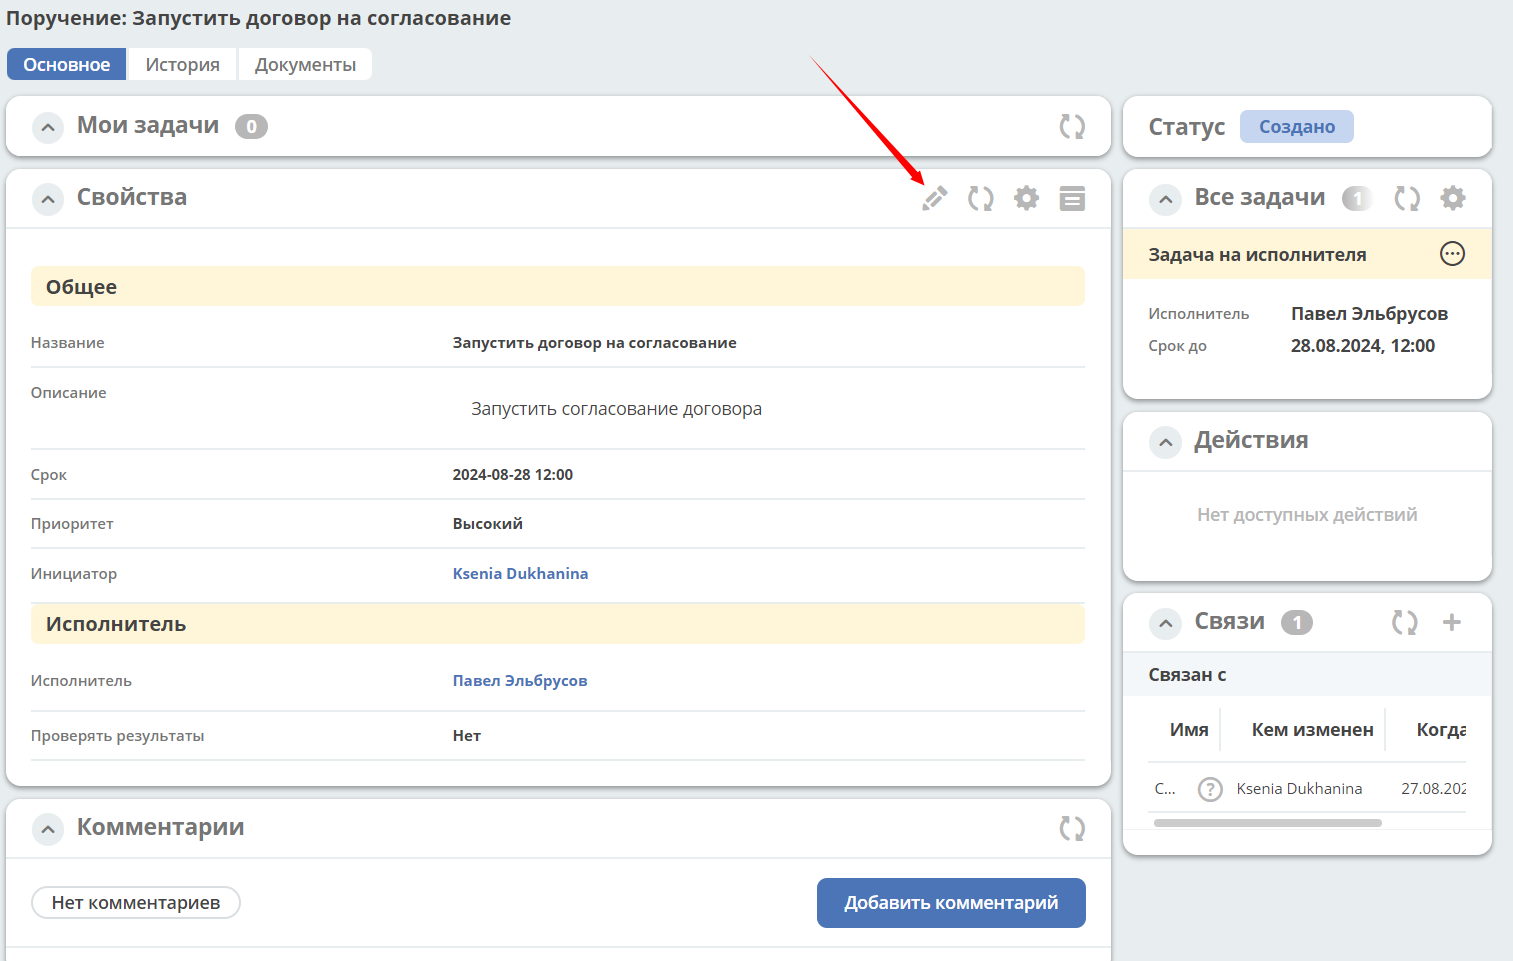 Поручение: Запустить договор на согласование
Основное
История
Документы
Мои задачи 0
Свойства
Общее
Название Запустить договор на согласование
Описание Запустить согласование договора
Срок 2024-08-28 12:00
Приоритет Высокий
Инициатор Ksenia Dukhanina
Исполнитель
Исполнитель Павел Эльбрусов
Проверять результаты Нет
Комментарии
Нет комментариев
Добавить комментарий
Статус Создано
Все задачи 1
Задача на исполнителя
Исполнитель Павел Эльбрусов
Срок до 28.08.2024, 12:00
Действия
Нет доступных действий
Связи 1
Связан с
Имя Кем изменен Когда
С... ? Ksenia Dukhanina 27.08.202